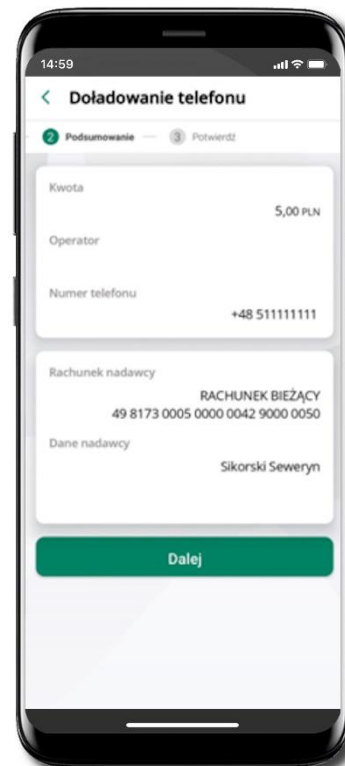 14:59
< Doładowanie telefonu
2 Podsumowanie — 3 Potwierdź
Kwota
5,00 PLN
Operator
Numer telefonu
+48 511111111
Rachunek nadawcy
RACHUNEK BIEŻĄCY
49 8173 0005 0000 0042 9000 0050
Dane nadawcy
Sikorski Seweryn
Dalej